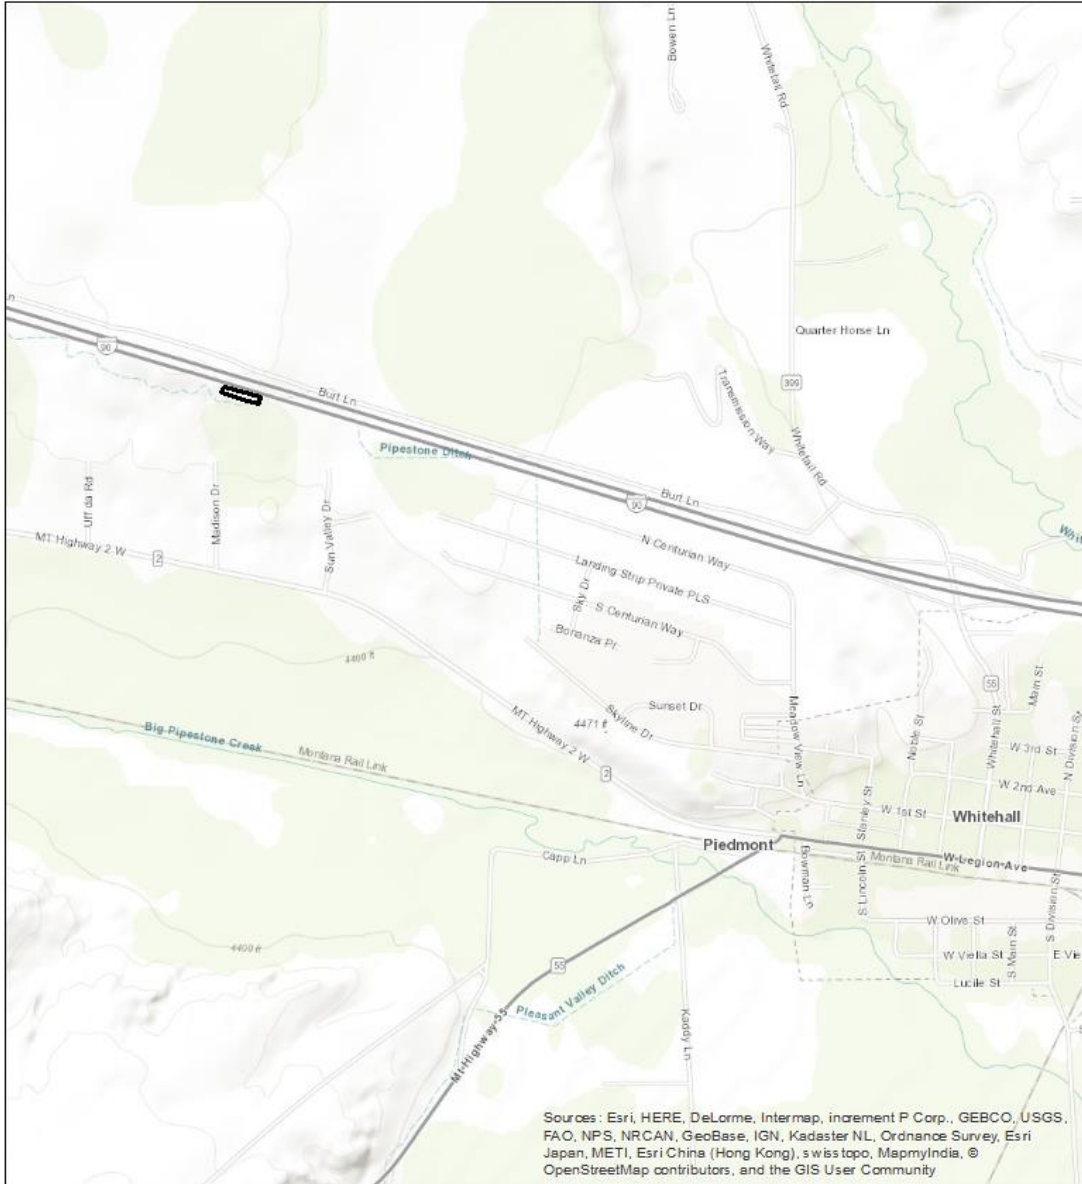 Bowen Ln
Whitetail Rd
Quarter Horse Ln
90
Burt Ln
399
Transmission Way
Whitetail Rd
Pipestone Ditch
Burt Ln
90
Uff da Rd
Madison Dr
Sun Valley Dr
MT Highway 2 W
2
N Centurian Way
Landing Strip Private PLS
Sky Dr
S Centurian Way
Bonanza Pr
4400 ft
Sunset Dr
Skyline Dr
4471 ft
MT Highway 2 W
2
Meadow View Ln
55
Main St
Noble St
Whitehall St
N Division St
W 3rd St
W 2nd Ave
Big Pipestone Creek
Montana Rail Link
Stanley St
W 1st St
Whitehall
Piedmont
Capp Ln
Bowman Ln
Montana Rail Link
W Legion Ave
S Lincoln St
S Division St
W Olive St
4400 ft
S Main St
W Viella St
E Vie
Lucile St
55
Pleasant Valley Ditch
Mt-Highway-55
Kaddy Ln
Sources: Esri, HERE, DeLorme, Intermap, increment P Corp., GEBCO, USGS,
FAO, NPS, NRCAN, GeoBase, IGN, Kadaster NL, Ordnance Survey, Esri
Japan, METI, Esri China (Hong Kong), swisstopo, MapmyIndia, ©
OpenStreetMap contributors, and the GIS User Community